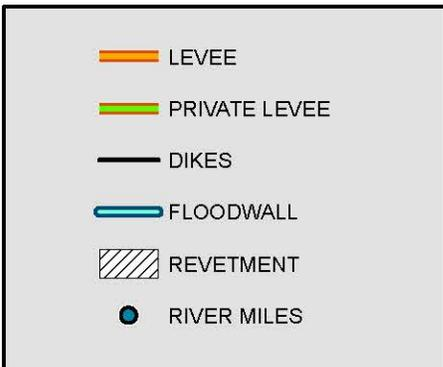 LEVEE
PRIVATE LEVEE
DIKES
FLOODWALL
REVETMENT
RIVER MILES